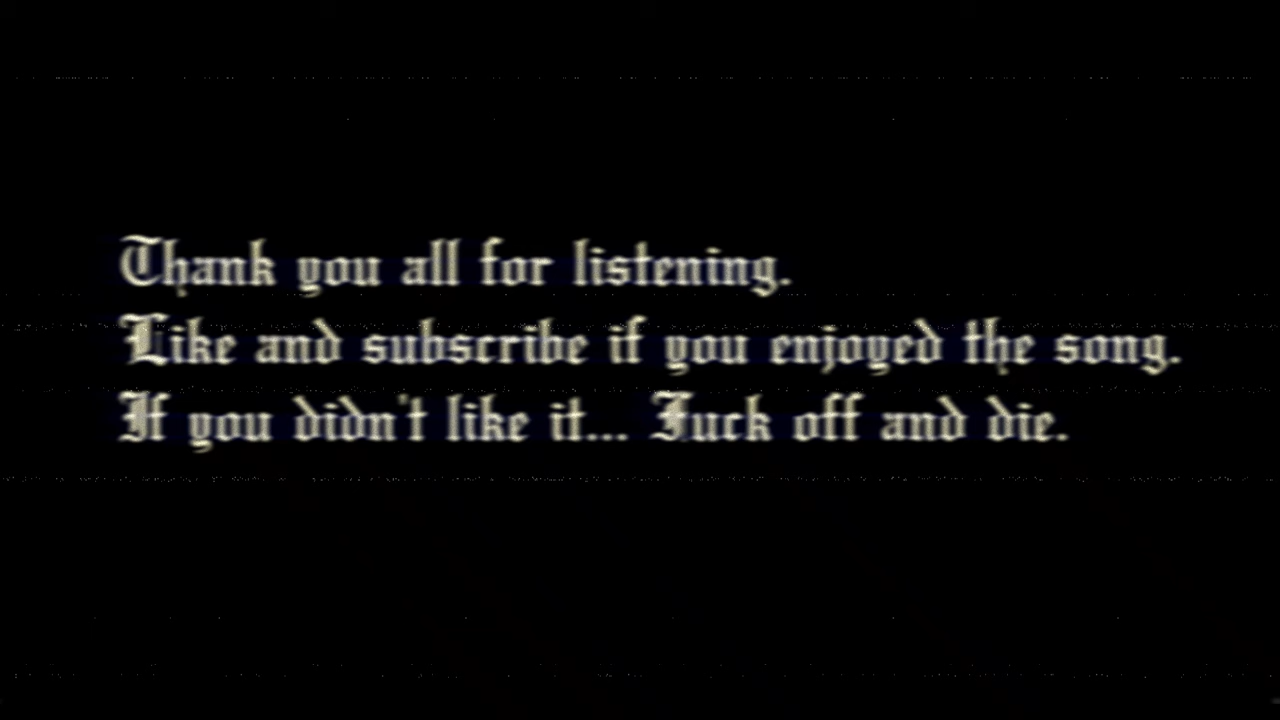 Thank you all for listening.
Like and subscribe if you enjoyed the song.
If you didn't like it... Fuck off and die.